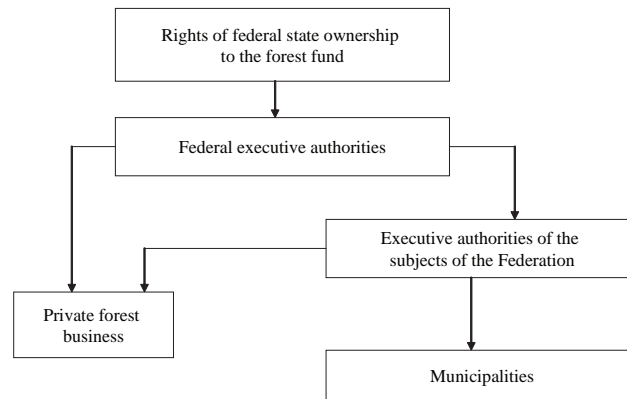 Rights of federal state ownership
to the forest fund
Federal executive authorities
Executive authorities of the
subjects of the Federation
Private forest
business
Municipalities